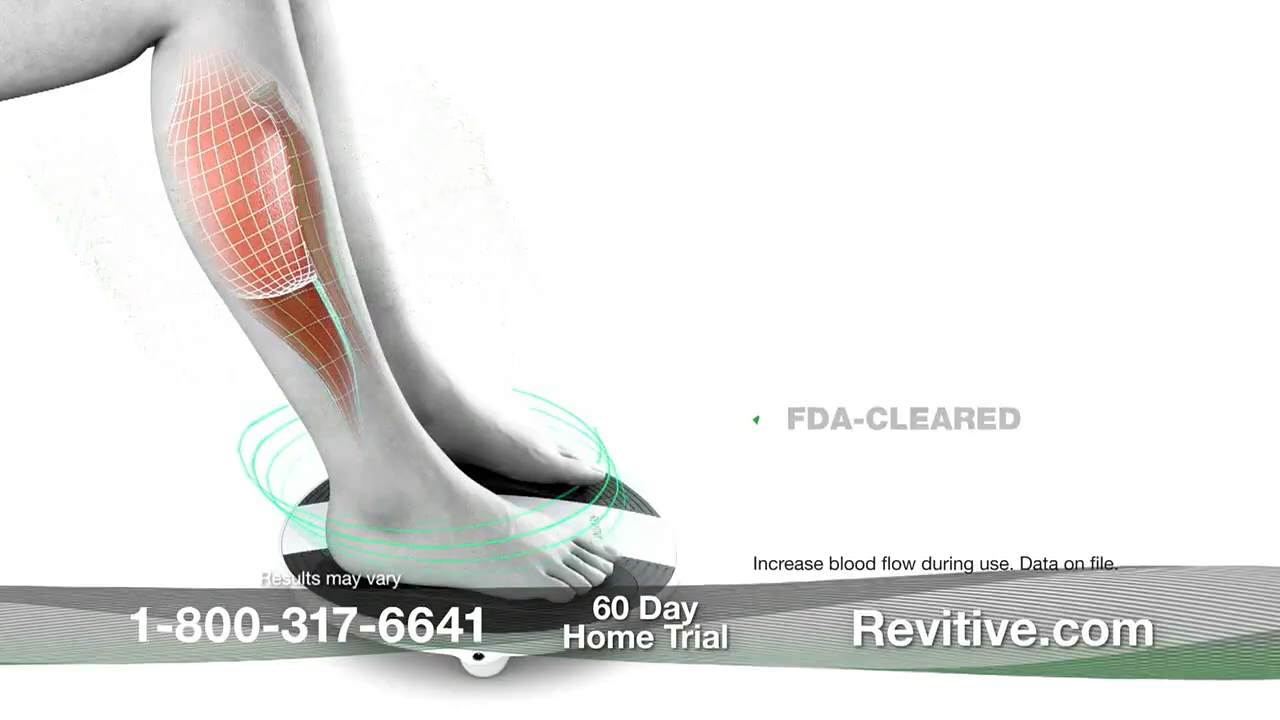 FDA-CLEARED
Increase blood flow during use. Data on file.
Results may vary
1-800-317-6641
60 Day
Home Trial
Revitive.com